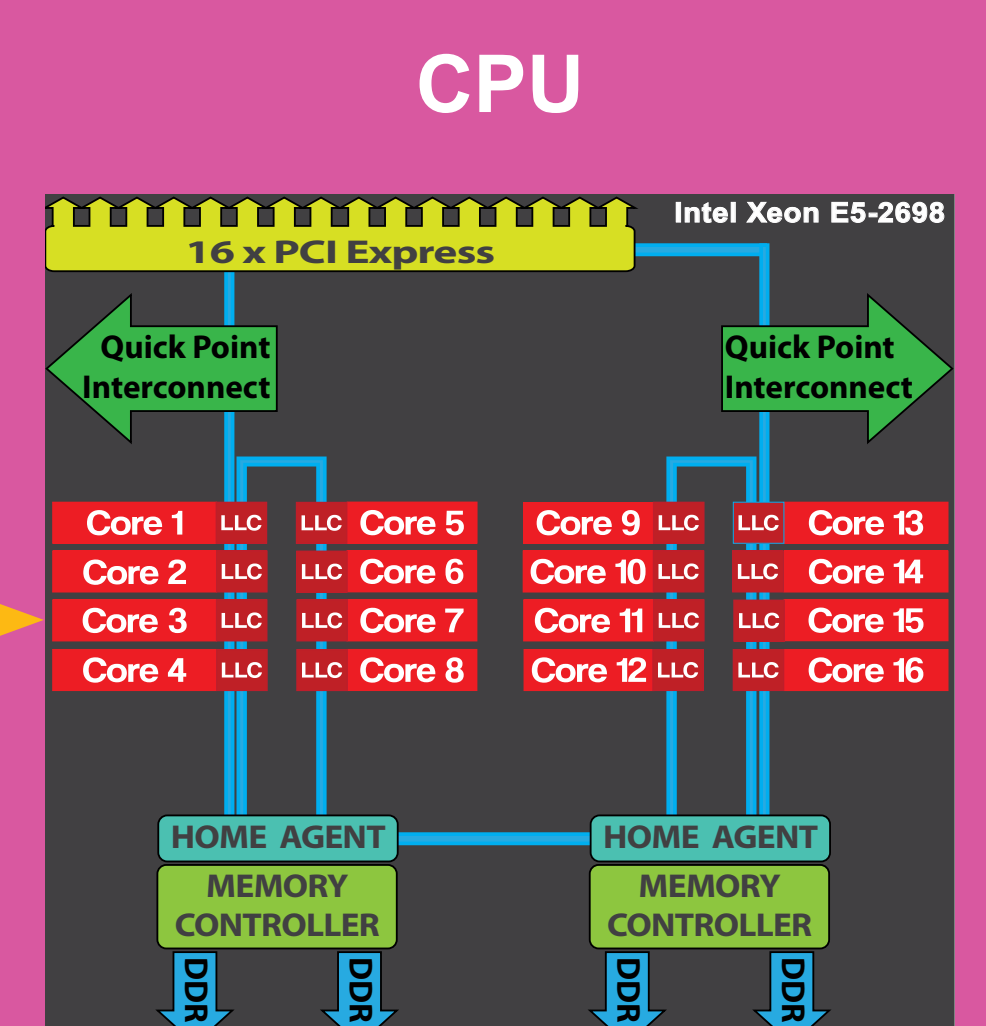 CPU
Intel Xeon E5-2698
16 x PCI Express
Quick Point
Interconnect
Quick Point
Interconnect
Core 1 LLC LLC Core 5 Core 9 LLC LLC Core 13
Core 2 LLC LLC Core 6 Core 10 LLC LLC Core 14
Core 3 LLC LLC Core 7 Core 11 LLC LLC Core 15
Core 4 LLC LLC Core 8 Core 12 LLC LLC Core 16
HOME AGENT
HOME AGENT
MEMORY
CONTROLLER
MEMORY
CONTROLLER
DDR
DDR
DDR
DDR